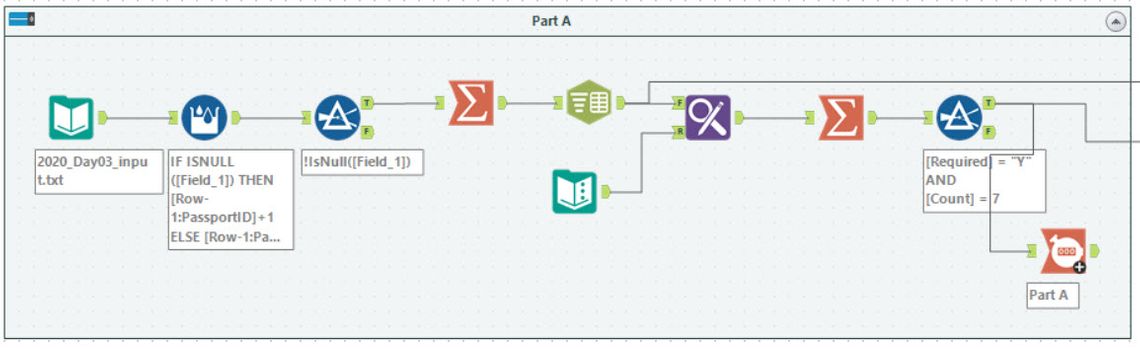 Part A
T
F
T
F
F
R
2020_Day03_inpu
t.txt
IF ISNULL
([Field_1]) THEN
[Row-
1:PassportID]+1
ELSE [Row-1:Pa...
!IsNull([Field_1])
[Required] = "Y"
AND
[Count] = 7
Part A